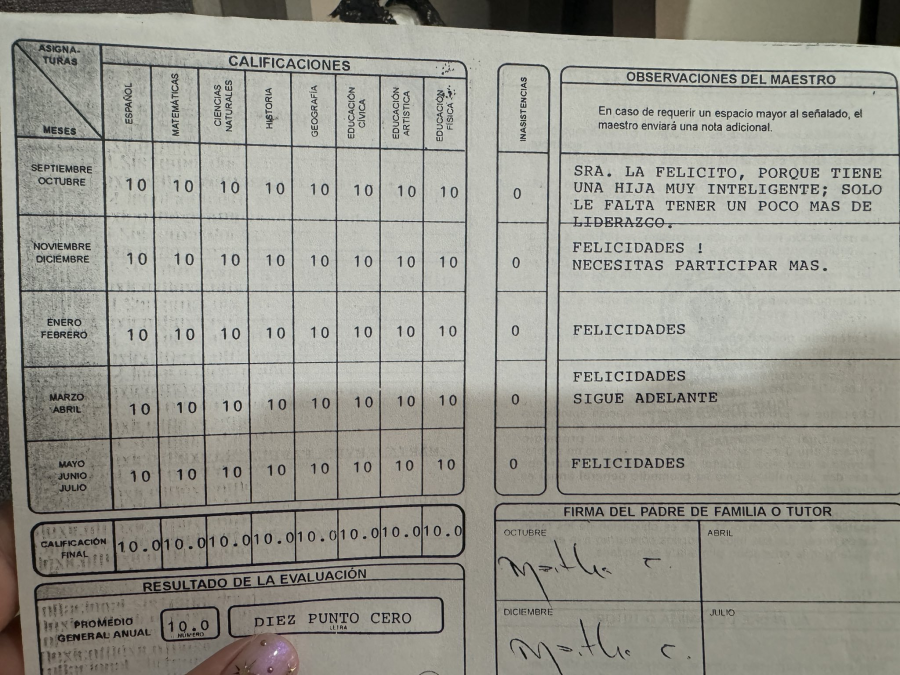 ASIGNA-
TURAS
CALIFICACIONES
MESES
ESPAÑOL
MATEMÁTICAS
CIENCIAS
NATURALES
HISTORIA
GEOGRAFÍA
EDUCACIÓN
CÍVICA
EDUCACIÓN
ARTISTICA
EDUCACIÓN
FÍSICA
SEPTIEMBRE
OCTUBRE
10 10 10 10 10 10 10 10
NOVIEMBRE
DICIEMBRE
10 10 10 10 10 10 10 10
ENERO
FEBRERO
10 10 10 10 10 10 10 10
MARZO
ABRIL
10 10 10 10 10 10 10 10
MAYO
JUNIO
JULIO
10 10 10 10 10 10 10 10
CALIFICACIÓN
FINAL
10.0 10.0 10.0 10.0 10.0 10.0 10.0 10.0
RESULTADO DE LA EVALUACIÓN
PROMEDIO
GENERAL ANUAL
10.0
NUMERO
DIEZ PUNTO CERO
LETRA
INASISTENCIAS
0
0
0
0
0
OBSERVACIONES DEL MAESTRO
En caso de requerir un espacio mayor al señalado, el
maestro enviará una nota adicional.
SRA. LA FELICITO, PORQUE TIENE
UNA HIJA MUY INTELIGENTE; SOLO
LE FALTA TENER UN POCO MAS DE
LIDERAZGO.
FELICIDADES !
NECESITAS PARTICIPAR MAS.
FELICIDADES
FELICIDADES
SIGUE ADELANTE
FELICIDADES
FIRMA DEL PADRE DE FAMILIA O TUTOR
OCTUBRE
ABRIL
Martha C.
DICIEMBRE
JULIO
Martha C.